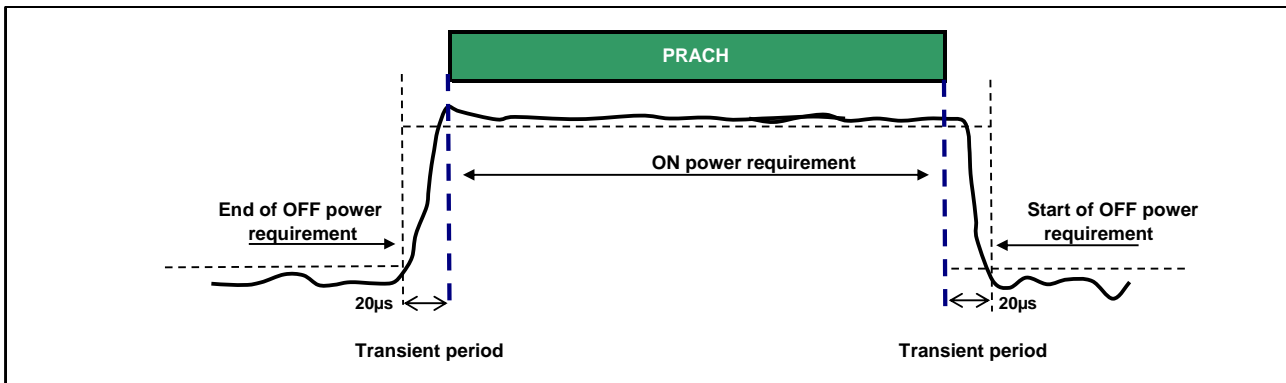 PRACH
ON power requirement
End of OFF power
requirement
Start of OFF power
requirement
20µs
20µs
Transient period
Transient period